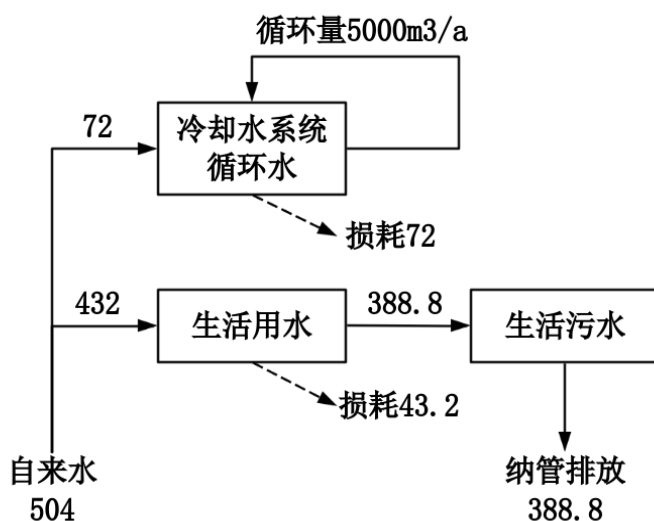 循环量5000m3/a
72
冷却水系统
循环水
损耗72
432
生活用水
388.8
生活污水
损耗43.2
自来水
504
纳管排放
388.8